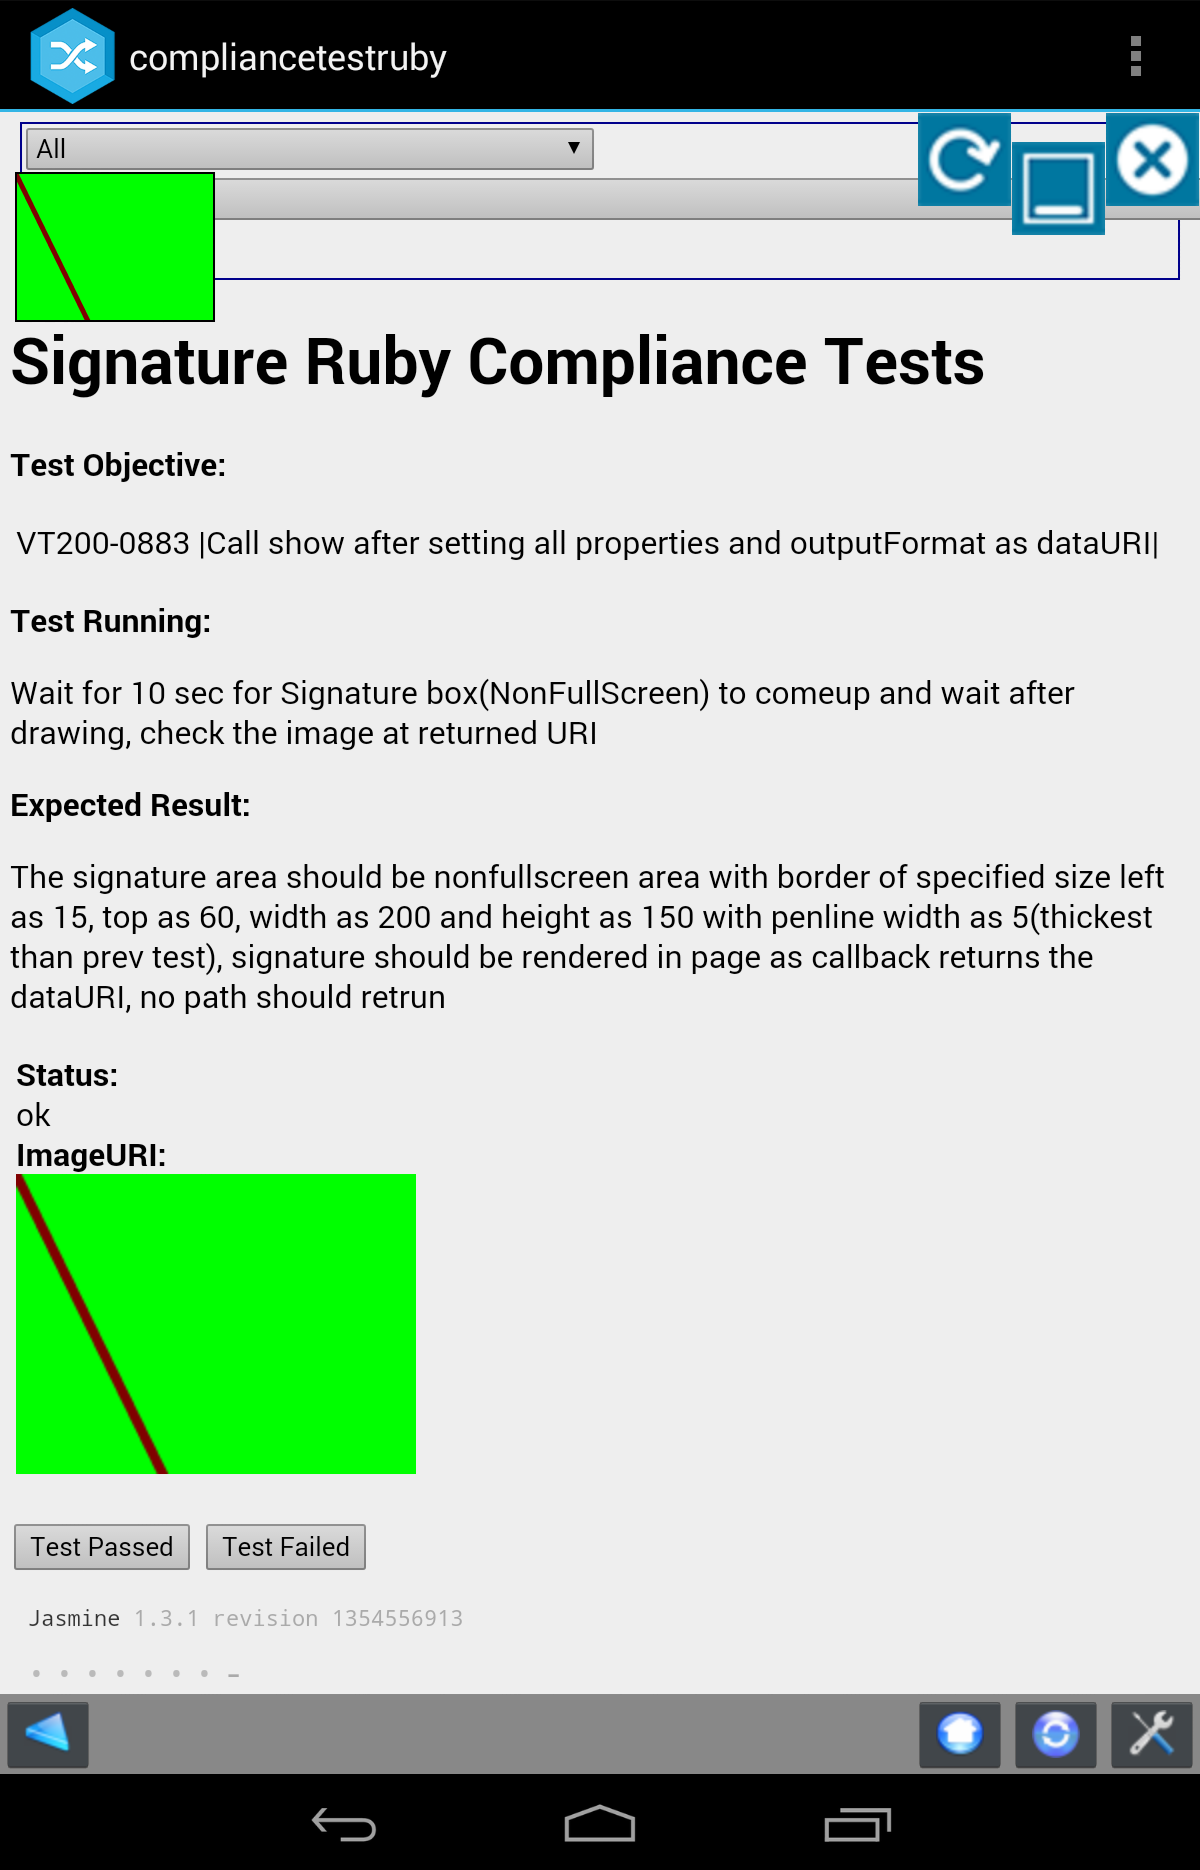 compliancetestruby
All
Signature Ruby Compliance Tests
Test Objective:
VT200-0883 |Call show after setting all properties and outputFormat as dataURI|
Test Running:
Wait for 10 sec for Signature box(NonFullScreen) to comeup and wait after
drawing, check the image at returned URI
Expected Result:
The signature area should be nonfullscreen area with border of specified size left
as 15, top as 60, width as 200 and height as 150 with penline width as 5(thickest
than prev test), signature should be rendered in page as callback returns the
dataURI, no path should retrun
Status:
ok
ImageURI:
Test Passed Test Failed
Jasmine 1.3.1 revision 1354556913